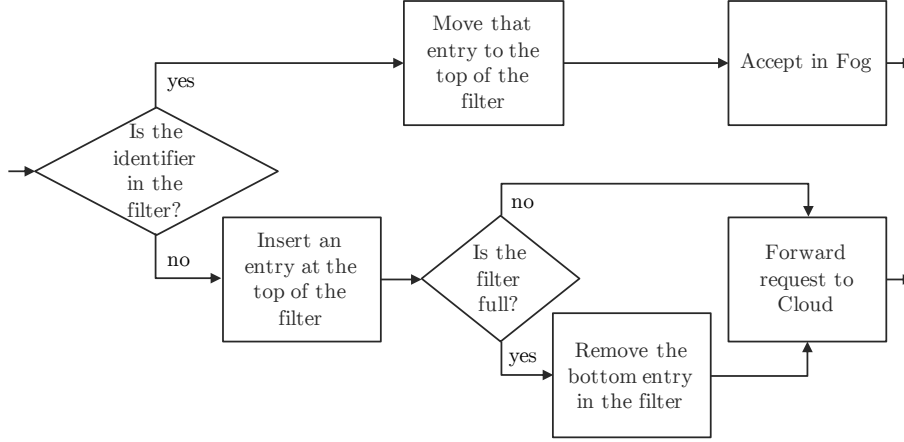 Move that
entry to the
top of the
filter
Accept in Fog
yes
Is the
identifier
in the
filter?
no
Insert an
entry at the
top of the
filter
no
Is the
filter
full?
yes
Remove the
bottom entry
in the filter
Forward
request to
Cloud